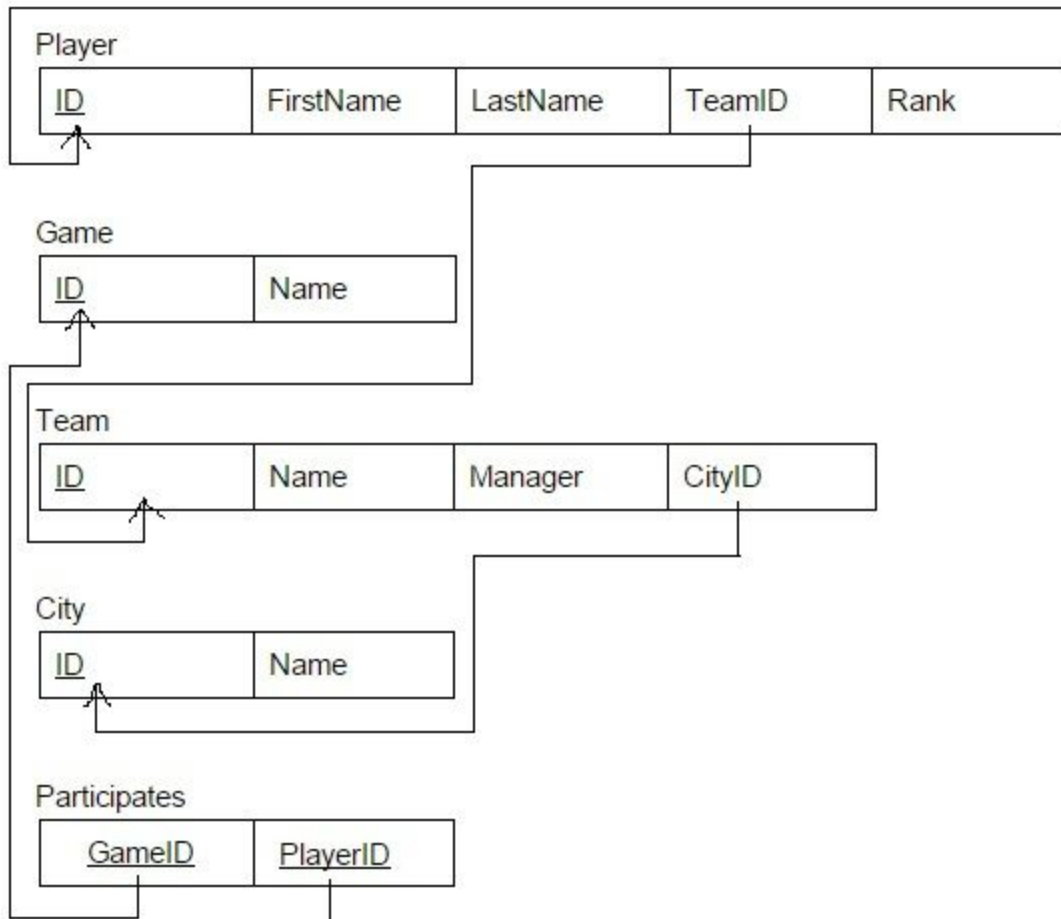 Player
ID FirstName LastName TeamID Rank
Game
ID Name
Team
ID Name Manager CityID
City
ID Name
Participates
GameID PlayerID